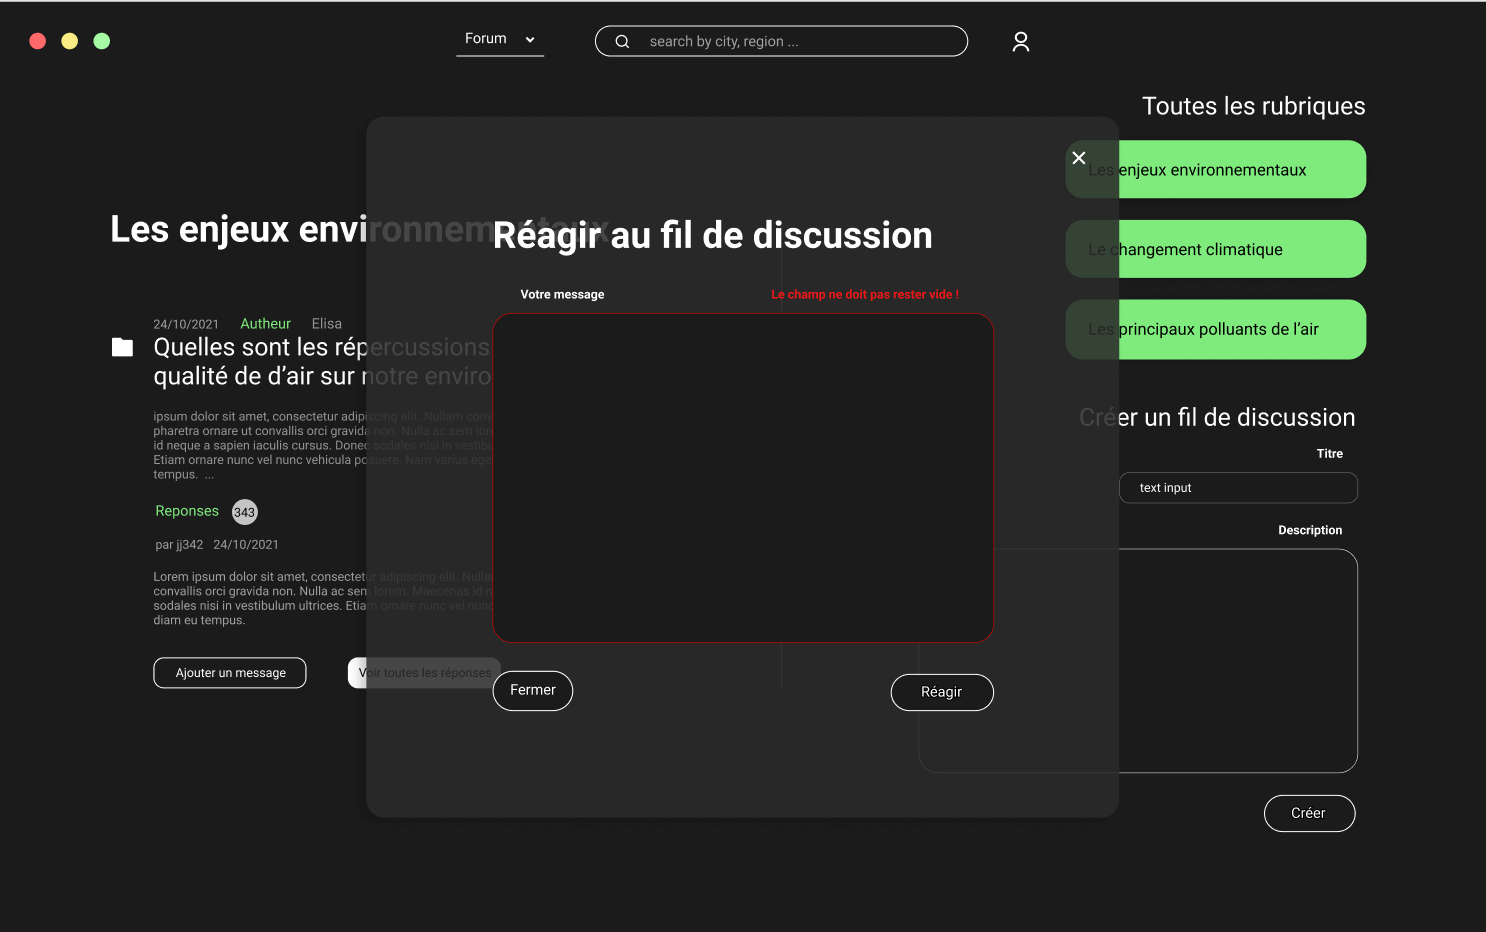 Forum
search by city, region ...
Toutes les rubriques
Les enjeux environnementaux
Le changement climatique
Les principaux polluants de l’air
Les enjeux environnementaux
Réagir au fil de discussion
Votre message
Le champ ne doit pas rester vide !
24/10/2021 Autheur Elisa
Quelles sont les répercussions
qualité de d’air sur notre enviro
ipsum dolor sit amet, consectetur adipiscing elit. Nullam conv
pharetra ornare ut convallis orci gravida non. Nulla ac sem lor
id neque a sapien iaculis cursus. Donec sodales nisi in vestibu
Etiam ornare nunc vel nunc vehicula posuere. Nam varius ege
tempus. ...
Reponses 343
par jj342 24/10/2021
Lorem ipsum dolor sit amet, consectetur adipiscing elit. Nulla
convallis orci gravida non. Nulla ac sem lorem. Maecenas id n
sodales nisi in vestibulum ultrices. Etiam ornare nunc vel nunc
diam eu tempus.
Ajouter un message
Voir toutes les réponses
Fermer
Réagir
Créer un fil de discussion
Titre
text input
Description
Créer